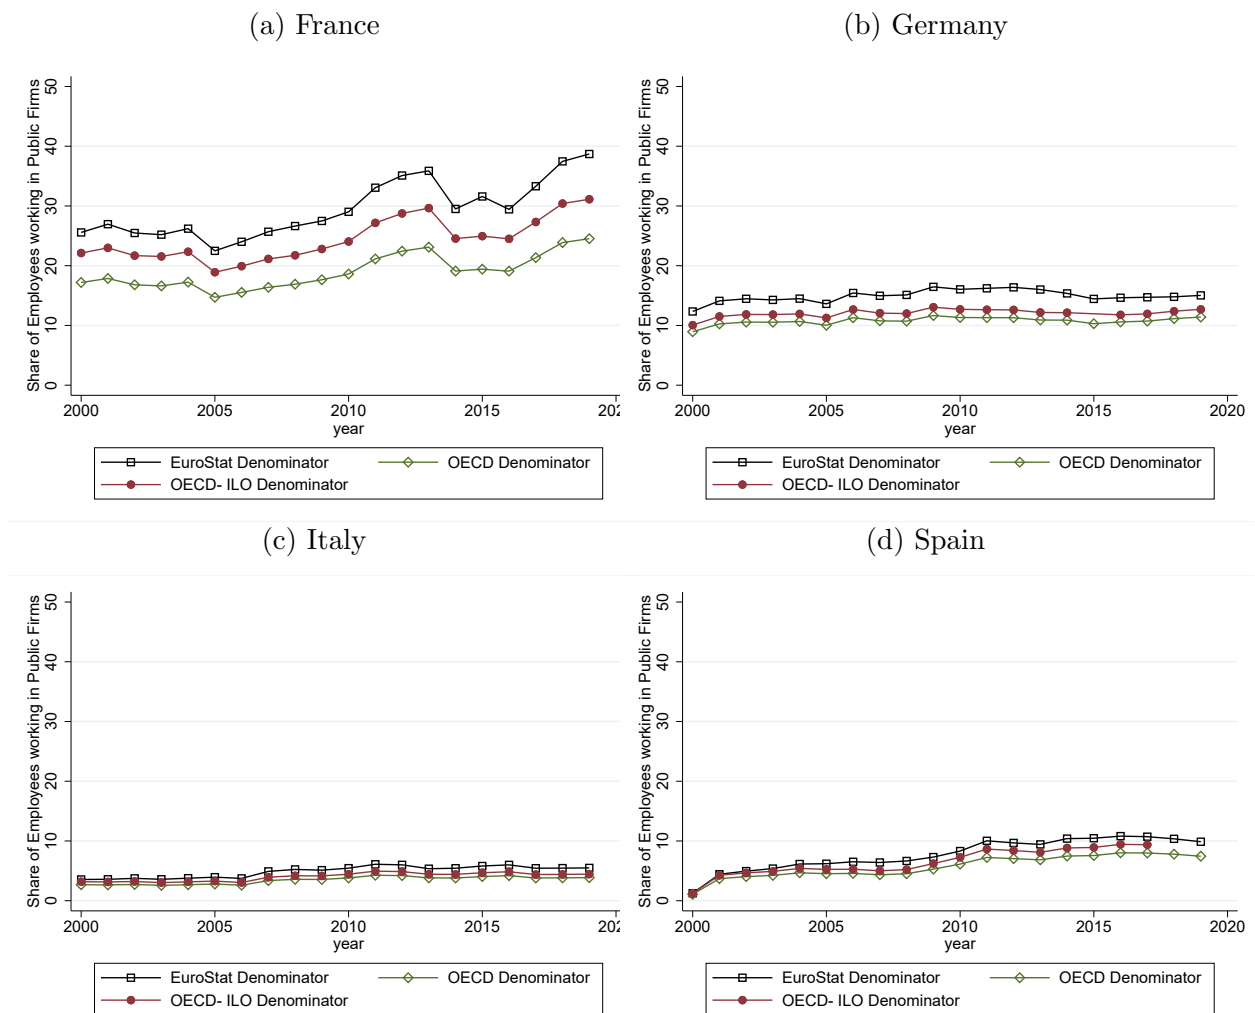 (a) France
Share of Employees working in Public Firms
50
40
30
20
10
0
2000 2005 2010 2015 202
year
EuroStat Denominator OECD Denominator
OECD- ILO Denominator
(b) Germany
Share of Employees working in Public Firms
50
40
30
20
10
0
2000 2005 2010 2015 2020
year
EuroStat Denominator OECD Denominator
OECD- ILO Denominator
(c) Italy
Share of Employees working in Public Firms
50
40
30
20
10
0
2000 2005 2010 2015 202
year
EuroStat Denominator OECD Denominator
OECD- ILO Denominator
(d) Spain
Share of Employees working in Public Firms
50
40
30
20
10
0
2000 2005 2010 2015 2020
year
EuroStat Denominator OECD Denominator
OECD- ILO Denominator